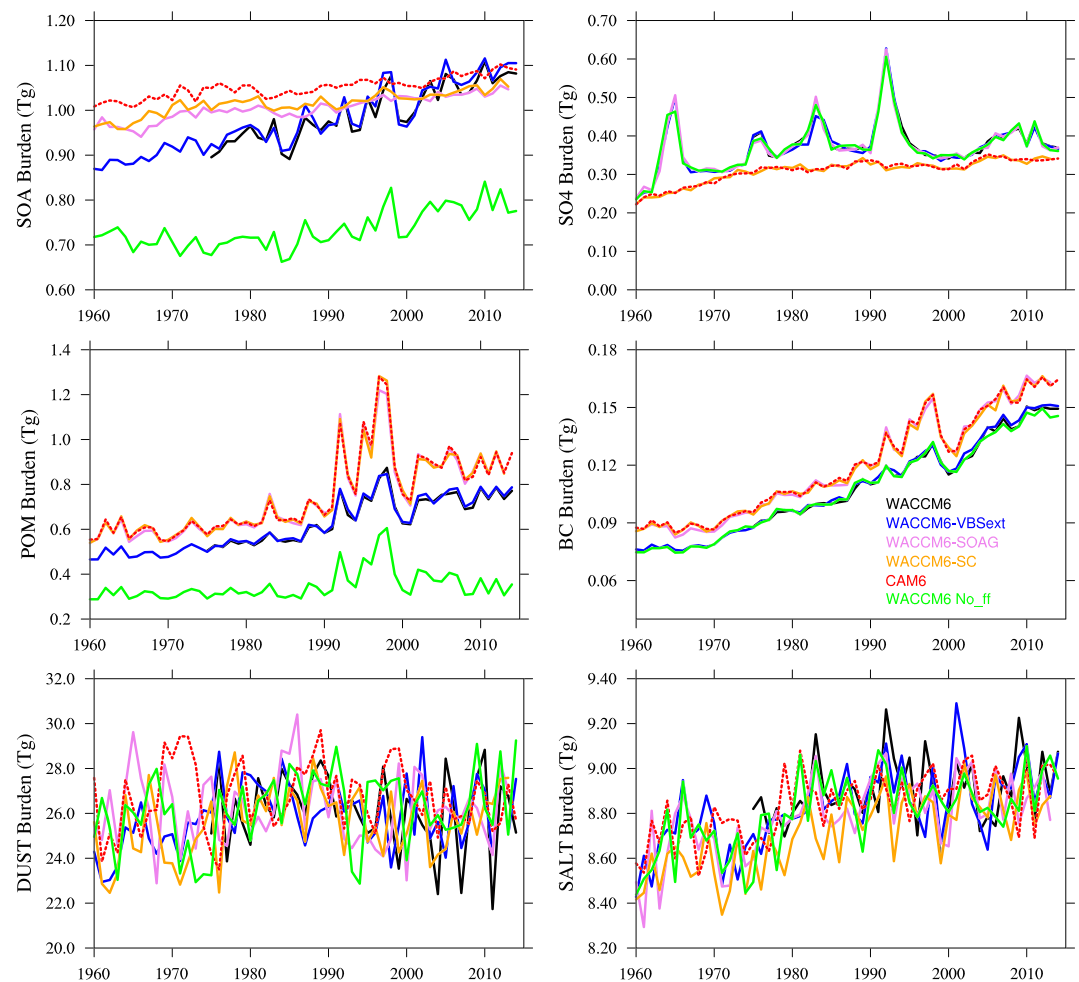 SOA Burden (Tg)
1.20
1.10
1.00
0.90
0.80
0.70
0.60
1960 1970 1980 1990 2000 2010
SO4 Burden (Tg)
0.70
0.60
0.50
0.40
0.30
0.20
0.00
1960 1970 1980 1990 2000 2010
POM Burden (Tg)
1.4
1.2
1.0
0.8
0.6
0.4
0.2
1960 1970 1980 1990 2000 2010
BC Burden (Tg)
0.18
0.15
0.12
0.09
0.06
WACCM6
WACCM6-VBSext
WACCM6-SOAG
WACCM6-SC
CAM6
WACCM6 No_ff
1960 1970 1980 1990 2000 2010
DUST Burden (Tg)
32.0
30.0
28.0
26.0
24.0
22.0
20.0
1960 1970 1980 1990 2000 2010
SALT Burden (Tg)
9.40
9.20
9.00
8.80
8.60
8.40
8.20
1960 1970 1980 1990 2000 2010